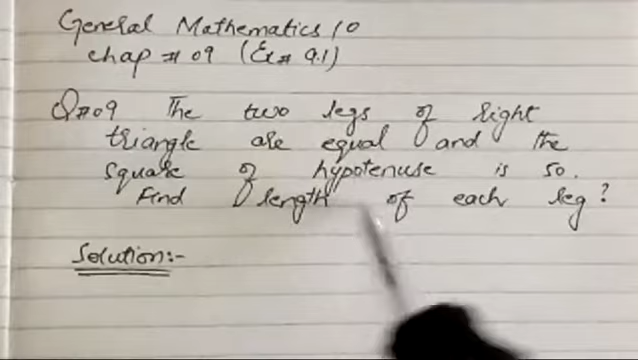 General Mathematics 10
Chap # 09 (Ex# 9.1)
Q#09 The two legs of right
triangle are equal and the
square of hypotenuse is 50.
Find length of each leg?
Solution:-